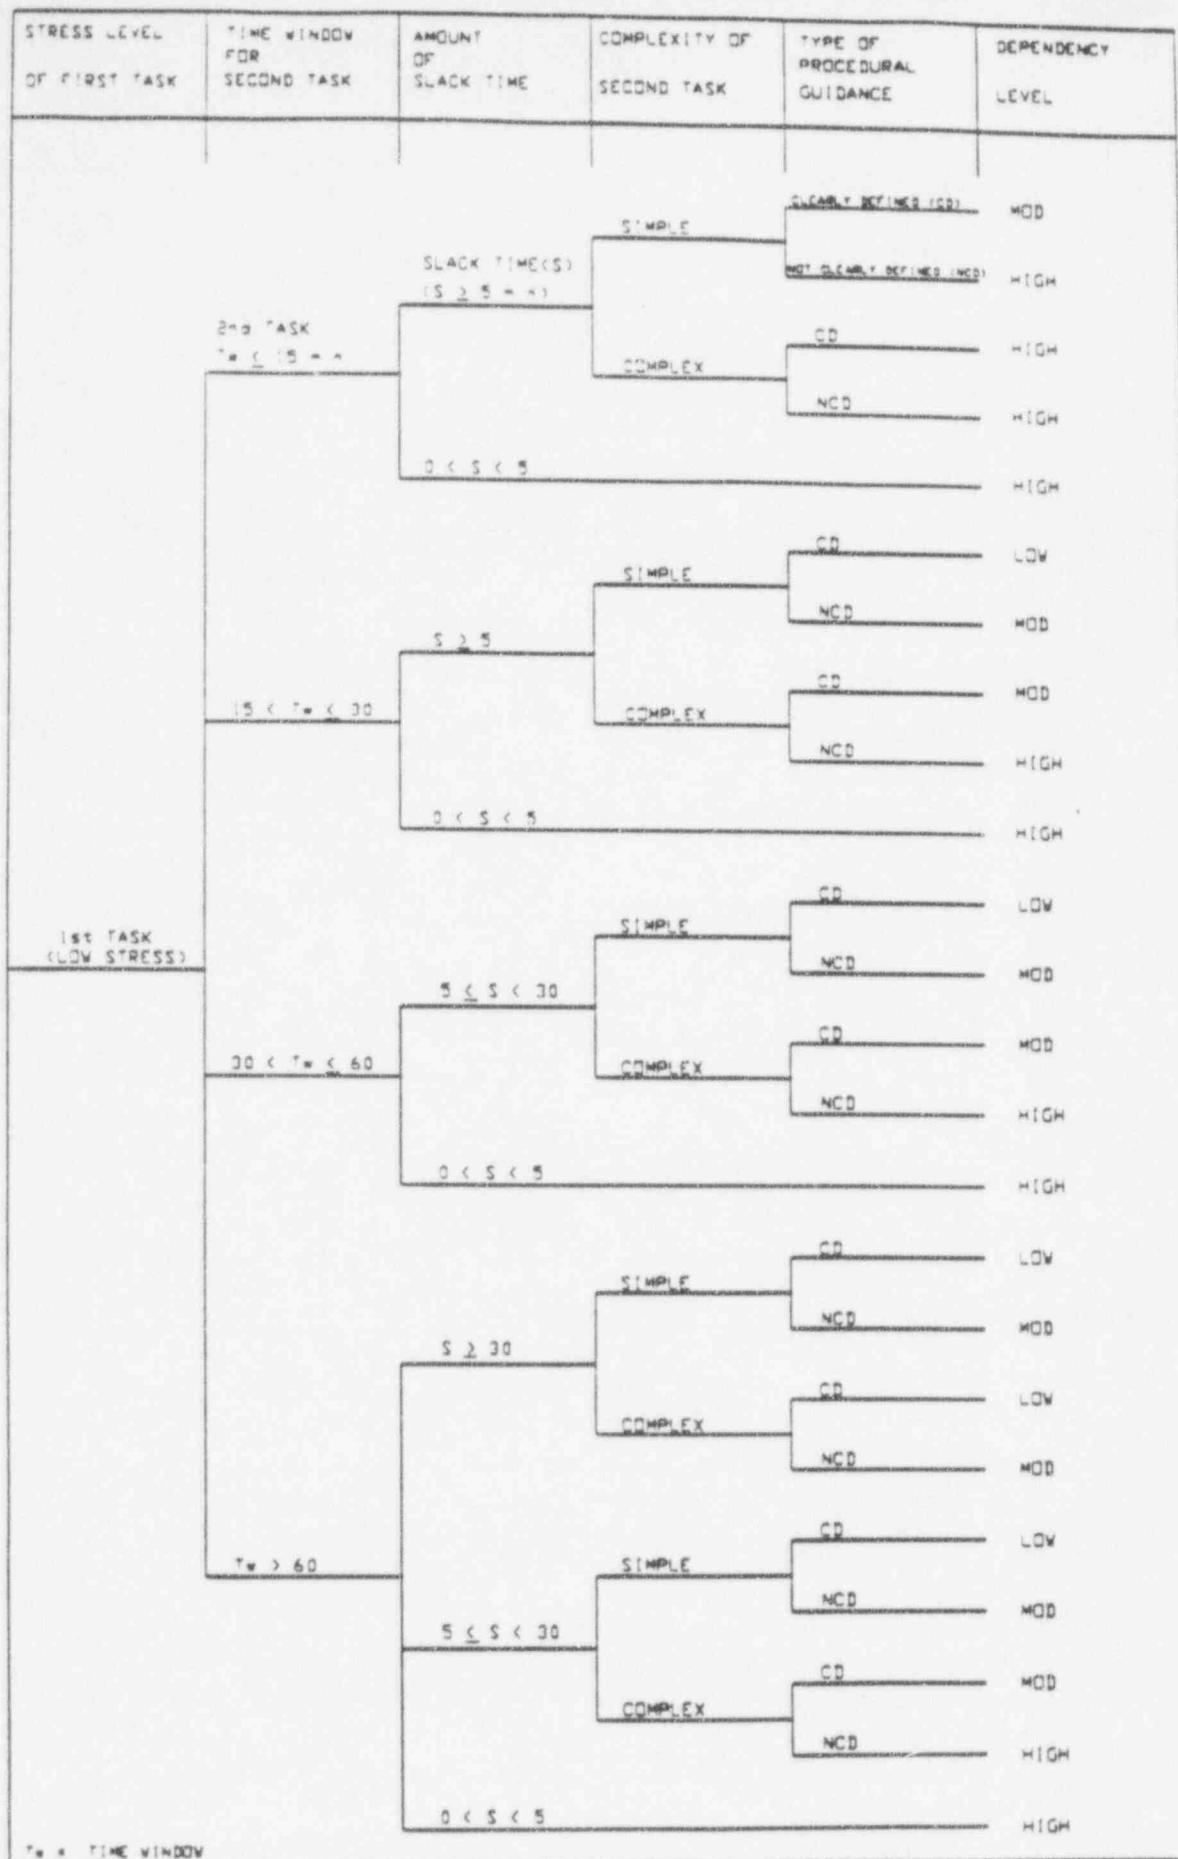 STRESS LEVEL
OF FIRST TASK
TIME WINDOW
FOR
SECOND TASK
AMOUNT
OF
SLACK TIME
COMPLEXITY OF
SECOND TASK
TYPE OF
PROCEDURAL
GUIDANCE
DEPENDENCY
LEVEL
CLEARLY DEFINED (CD)
MOD
SIMPLE
SLACK TIME(S)
(S ≥ 5 min)
NOT CLEARLY DEFINED (NCD)
HIGH
2nd TASK
Tw ≤ 15 min
CD
HIGH
COMPLEX
NCD
HIGH
0 < S < 5
HIGH
CD
LOW
SIMPLE
NCD
MOD
S ≥ 5
CD
MOD
15 < Tw ≤ 30
COMPLEX
NCD
HIGH
0 < S < 5
HIGH
CD
LOW
SIMPLE
1st TASK
(LOW STRESS)
NCD
MOD
5 ≤ S < 30
CD
MOD
30 < Tw ≤ 60
COMPLEX
NCD
HIGH
0 < S < 5
HIGH
CD
LOW
SIMPLE
NCD
MOD
S ≥ 30
CD
LOW
COMPLEX
NCD
MOD
CD
LOW
Tw > 60
SIMPLE
NCD
MOD
5 ≤ S < 30
CD
MOD
COMPLEX
NCD
HIGH
0 < S < 5
HIGH
Tw = TIME WINDOW